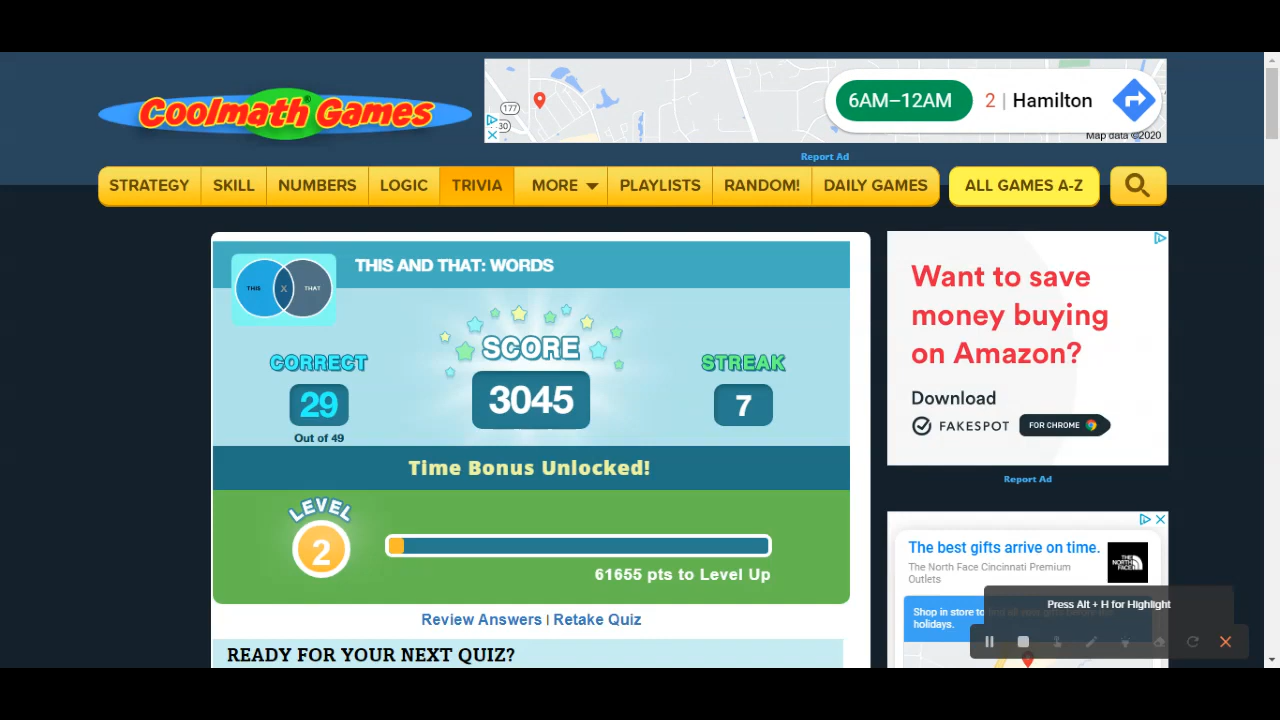 Coolmath Games
177
30
6AM–12AM
2 | Hamilton
Map data ©2020
Report Ad
STRATEGY
SKILL
NUMBERS
LOGIC
TRIVIA
MORE
PLAYLISTS
RANDOM!
DAILY GAMES
ALL GAMES A-Z
THIS X THAT
THIS AND THAT: WORDS
CORRECT
29
Out of 49
SCORE
3045
STREAK
7
Time Bonus Unlocked!
LEVEL
2
61655 pts to Level Up
Review Answers | Retake Quiz
READY FOR YOUR NEXT QUIZ?
Want to save
money buying
on Amazon?
Download
FAKESPOT
FOR CHROME
Report Ad
The best gifts arrive on time.
The North Face Cincinnati Premium
Outlets
THE
NORTH
FACE
Shop in store to
holidays.
Press Alt + H for Highlight